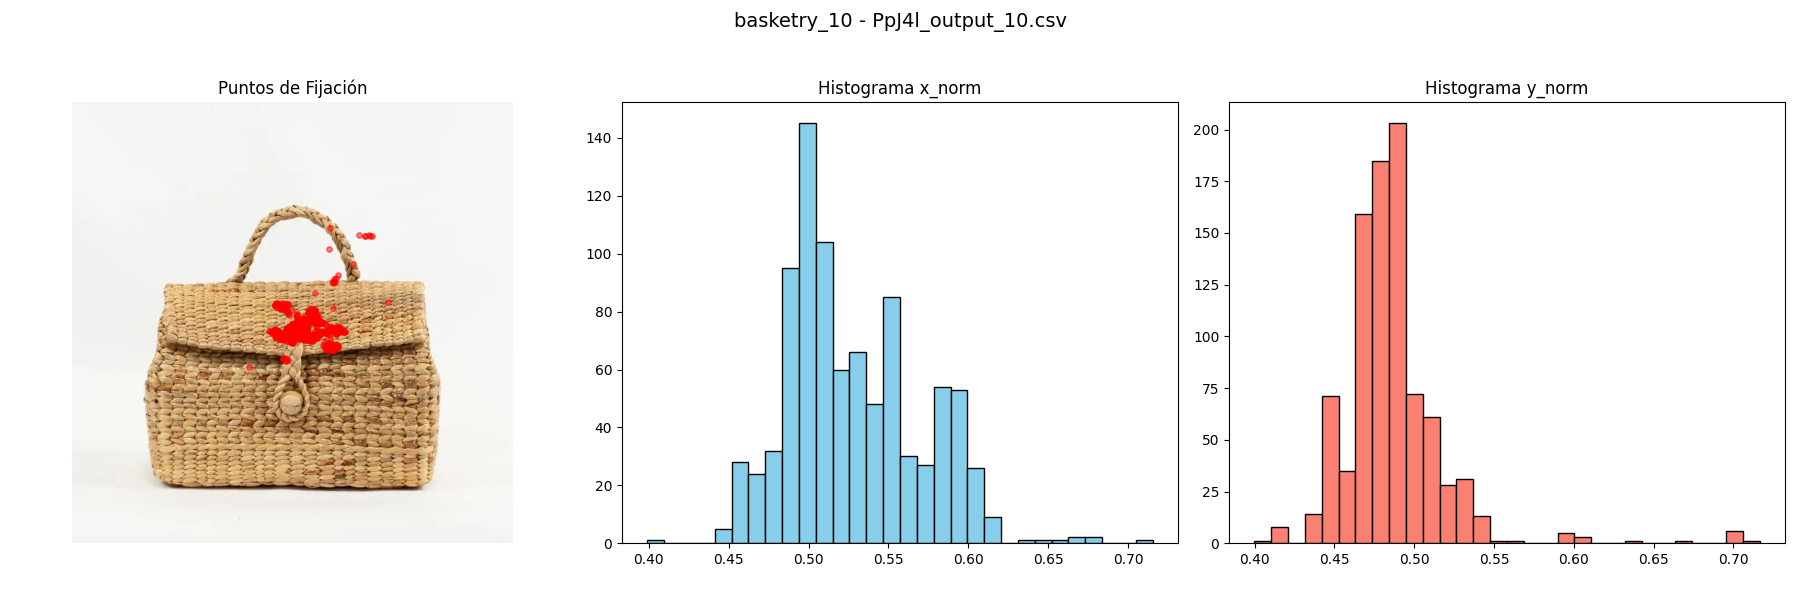 basketry_10 - PpJ4l_output_10.csv
Puntos de Fijación
Histograma x_norm
Histograma y_norm
140
120
100
80
60
40
20
0
0.40 0.45 0.50 0.55 0.60 0.65 0.70
200
175
150
125
100
75
50
25
0
0.40 0.45 0.50 0.55 0.60 0.65 0.70